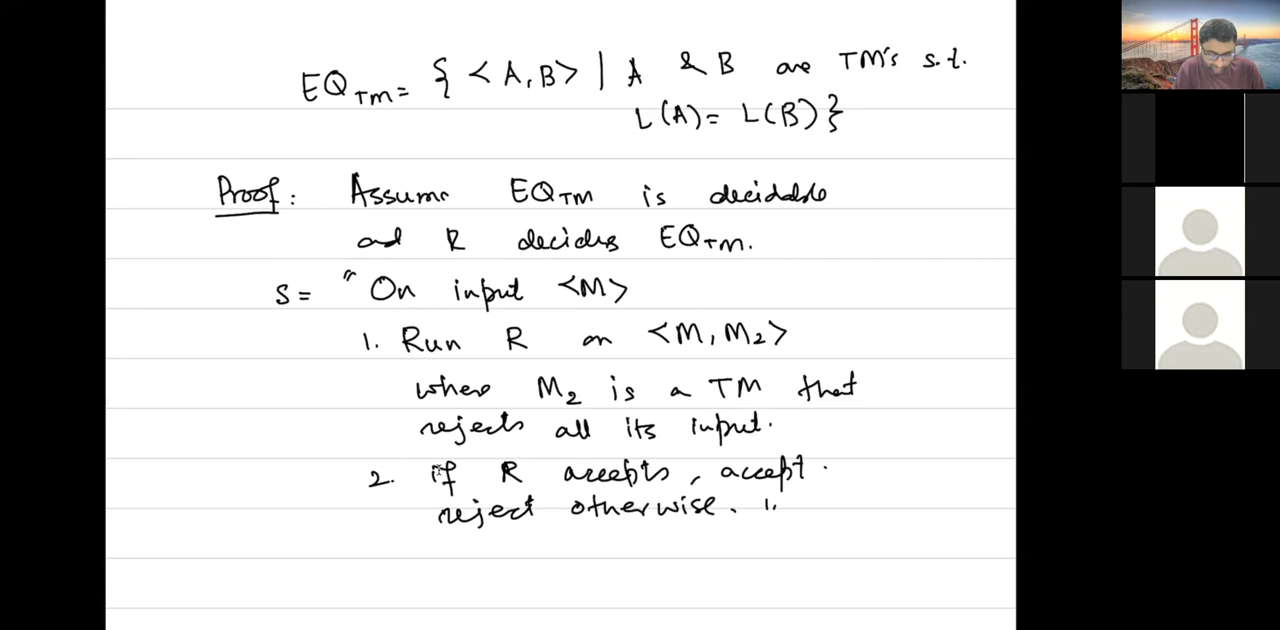 EQ_TM = { < A, B > | A & B are TM's s.t.
L(A) = L(B) }
Proof : Assume EQ_TM is decidable
and R decides EQ_TM.
S = " On input <M>
1. Run R on <M, M₂>
where M₂ is a TM that
rejects all its input.
2. if R accepts, accept.
reject otherwise. "